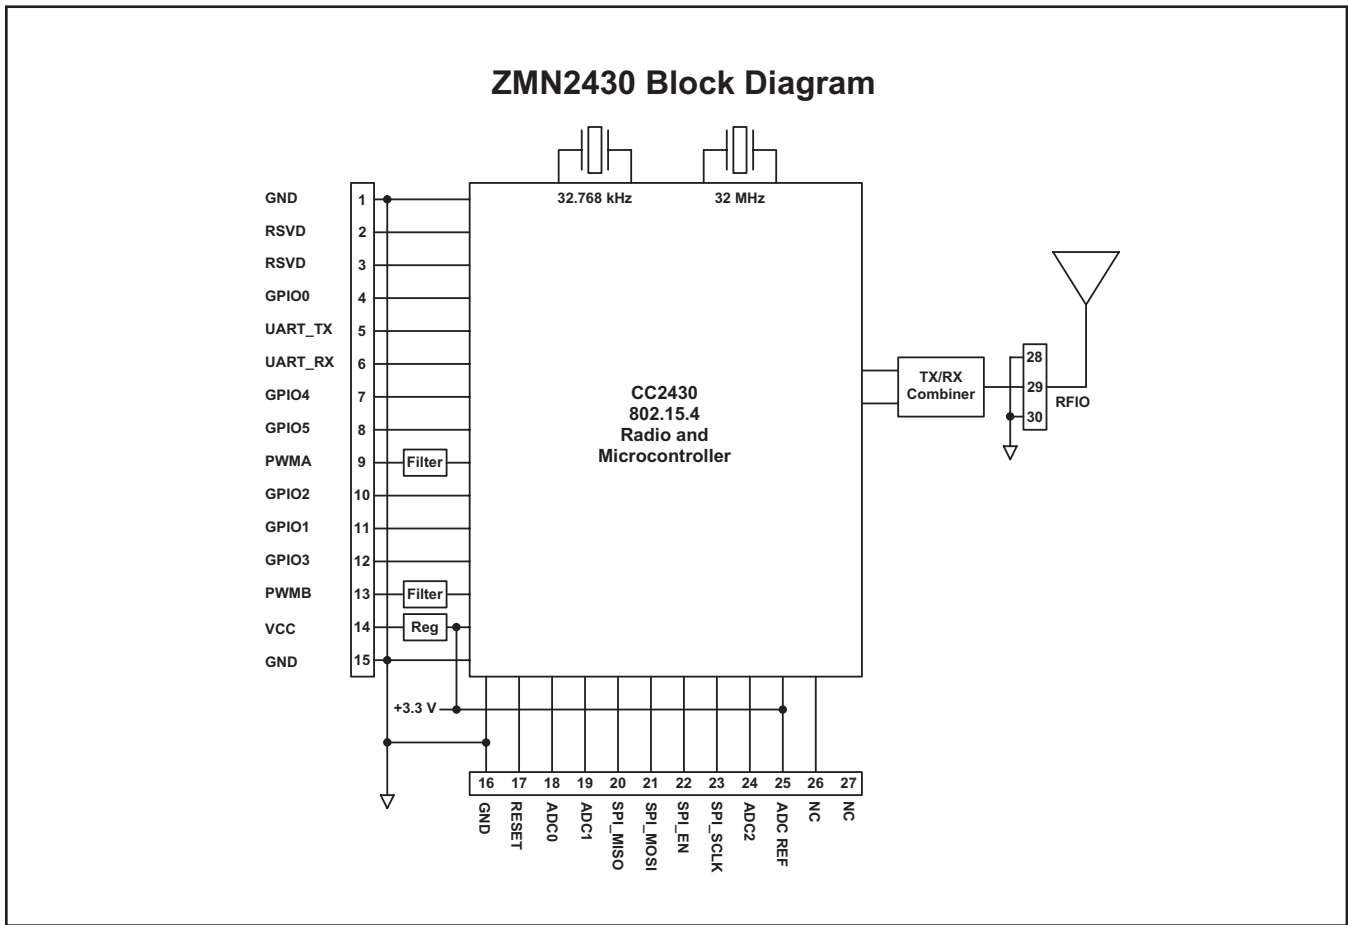 ZMN2430 Block Diagram
32.768 kHz
32 MHz
GND 1
RSVD 2
RSVD 3
GPIO0 4
UART_TX 5
UART_RX 6
GPIO4 7
GPIO5 8
PWMA 9 Filter
GPIO2 10
GPIO1 11
GPIO3 12
PWMB 13 Filter
VCC 14 Reg
GND 15
CC2430
802.15.4
Radio and
Microcontroller
TX/RX
Combiner
28
29
30
RFIO
+3.3 V
16 17 18 19 20 21 22 23 24 25 26 27
GND
RESET
ADC0
ADC1
SPI_MISO
SPI_MOSI
SPI_EN
SPI_SCLK
ADC2
ADC REF
NC
NC